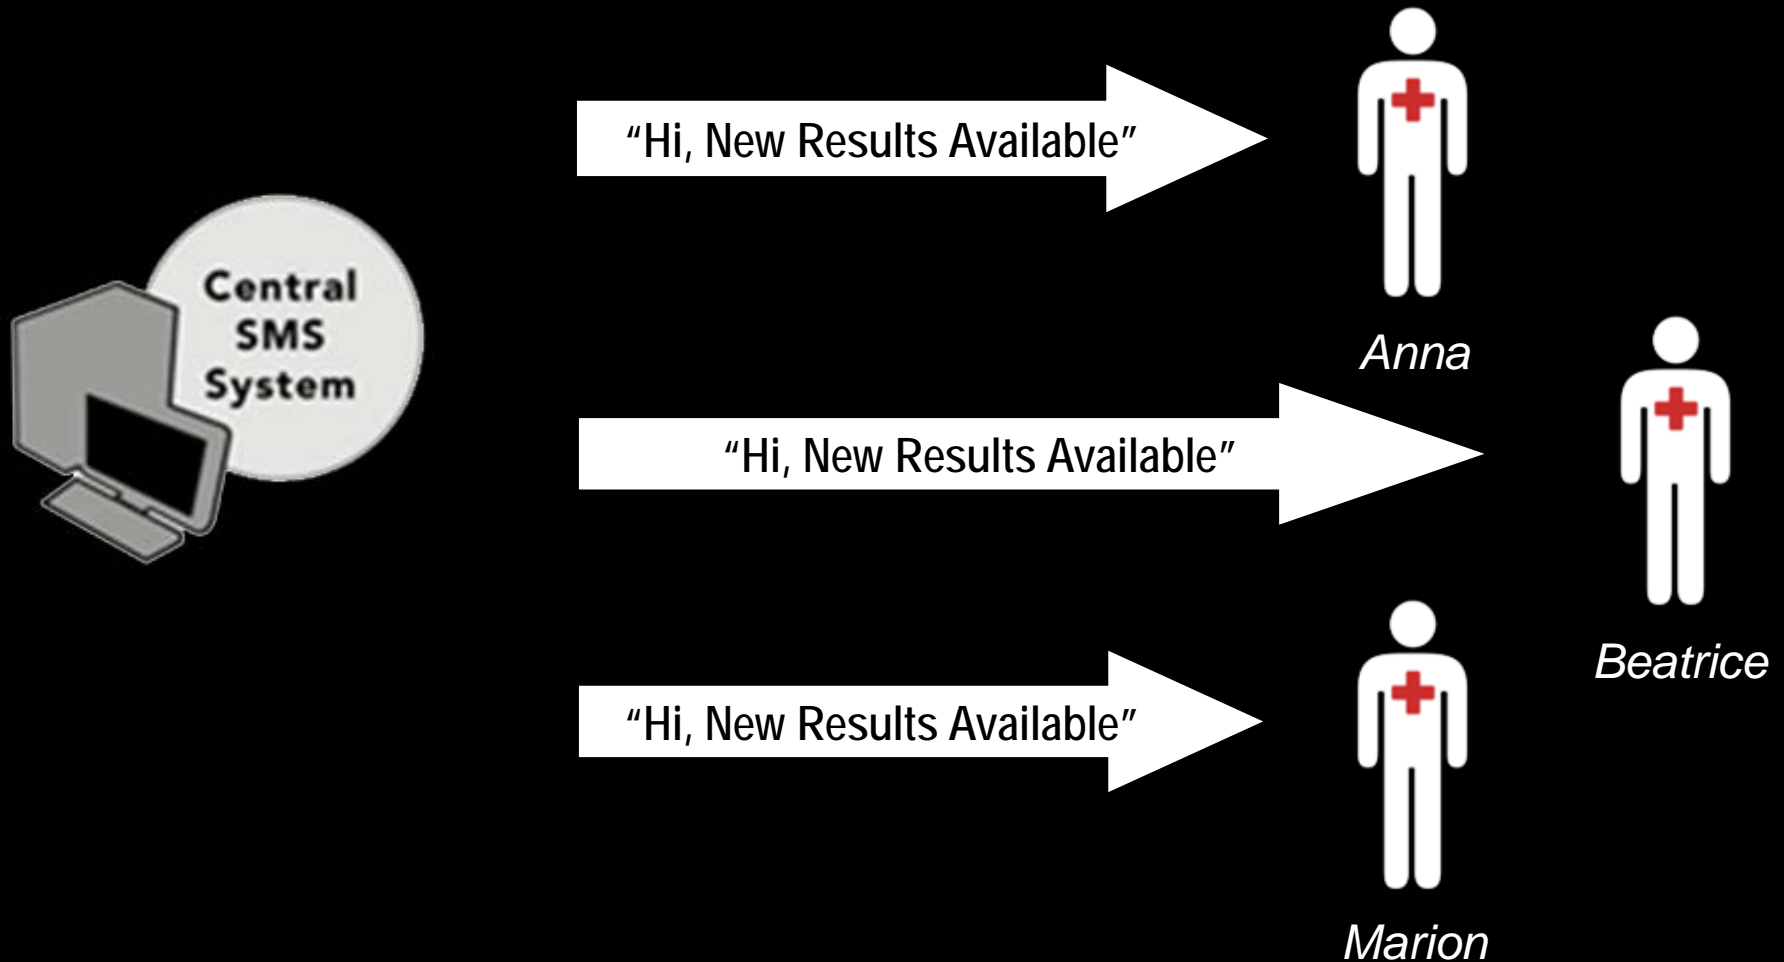 “Hi, New Results Available”
Central
SMS
System
Anna
“Hi, New Results Available”
Beatrice
“Hi, New Results Available”
Marion